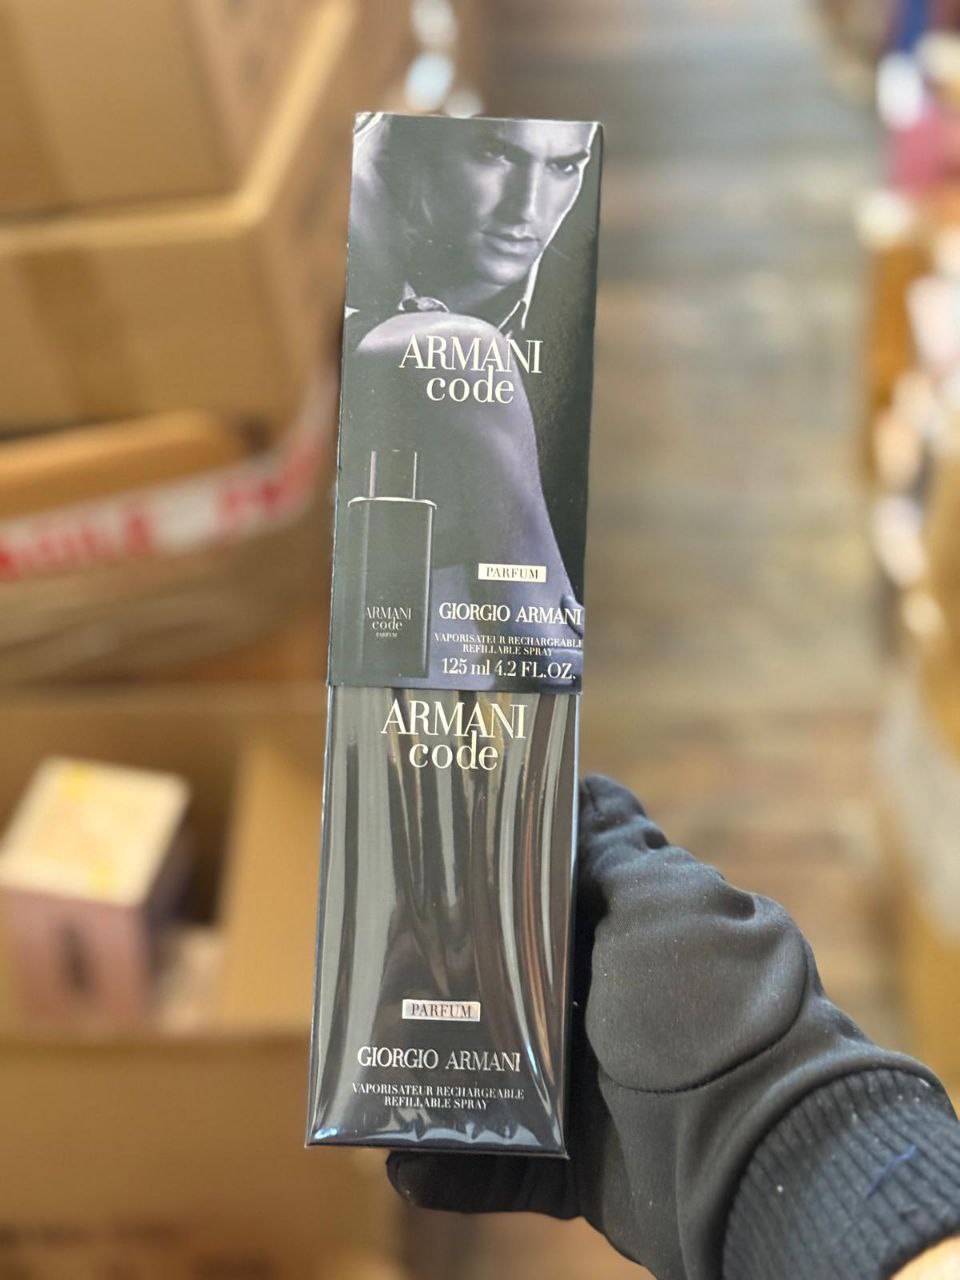 ARMANI
code
ARMANI
code
PARFUM
PARFUM
GIORGIO ARMANI
VAPORISATEUR RECHARGEABLE
REFILLABLE SPRAY
125 ml 4.2 FL.OZ.
ARMANI
code
PARFUM
GIORGIO ARMANI
VAPORISATEUR RECHARGEABLE
REFILLABLE SPRAY